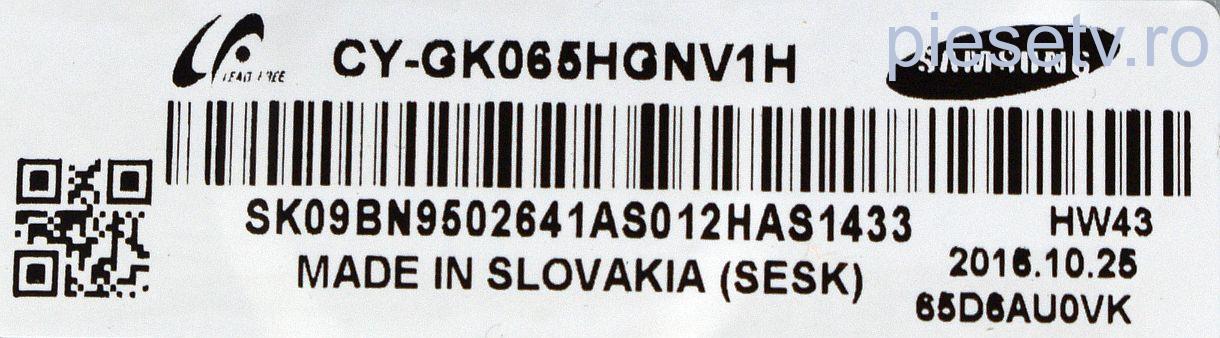 piesetv.ro
LEAD FREE
CY-GK065HGNV1H
SAMSUNG
SK09BN9502641AS012HAS1433
HW43
MADE IN SLOVAKIA (SESK)
2016.10.25
65D6AU0VK